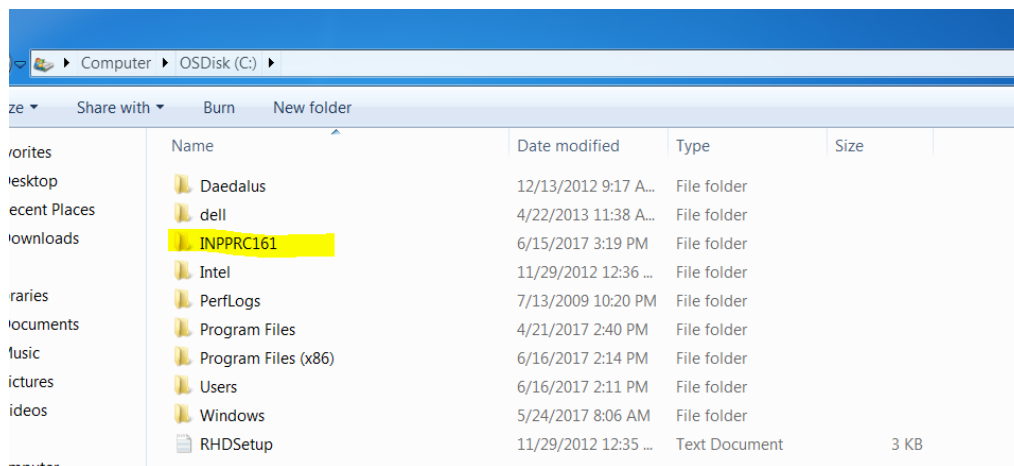 Computer OSDisk (C:)
ze Share with Burn New folder
Name Date modified Type Size
vorites
Daedalus 12/13/2012 9:17 A... File folder
esktop
dell 4/22/2013 11:38 A... File folder
ecent Places
INPPRC161 6/15/2017 3:19 PM File folder
ownloads
Intel 11/29/2012 12:36 ... File folder
raries
PerfLogs 7/13/2009 10:20 PM File folder
ocuments
Program Files 4/21/2017 2:40 PM File folder
usic
Program Files (x86) 6/16/2017 2:14 PM File folder
ictures
Users 6/16/2017 2:11 PM File folder
ideos
Windows 5/24/2017 8:06 AM File folder
RHDSetup 11/29/2012 12:35 ... Text Document 3 KB